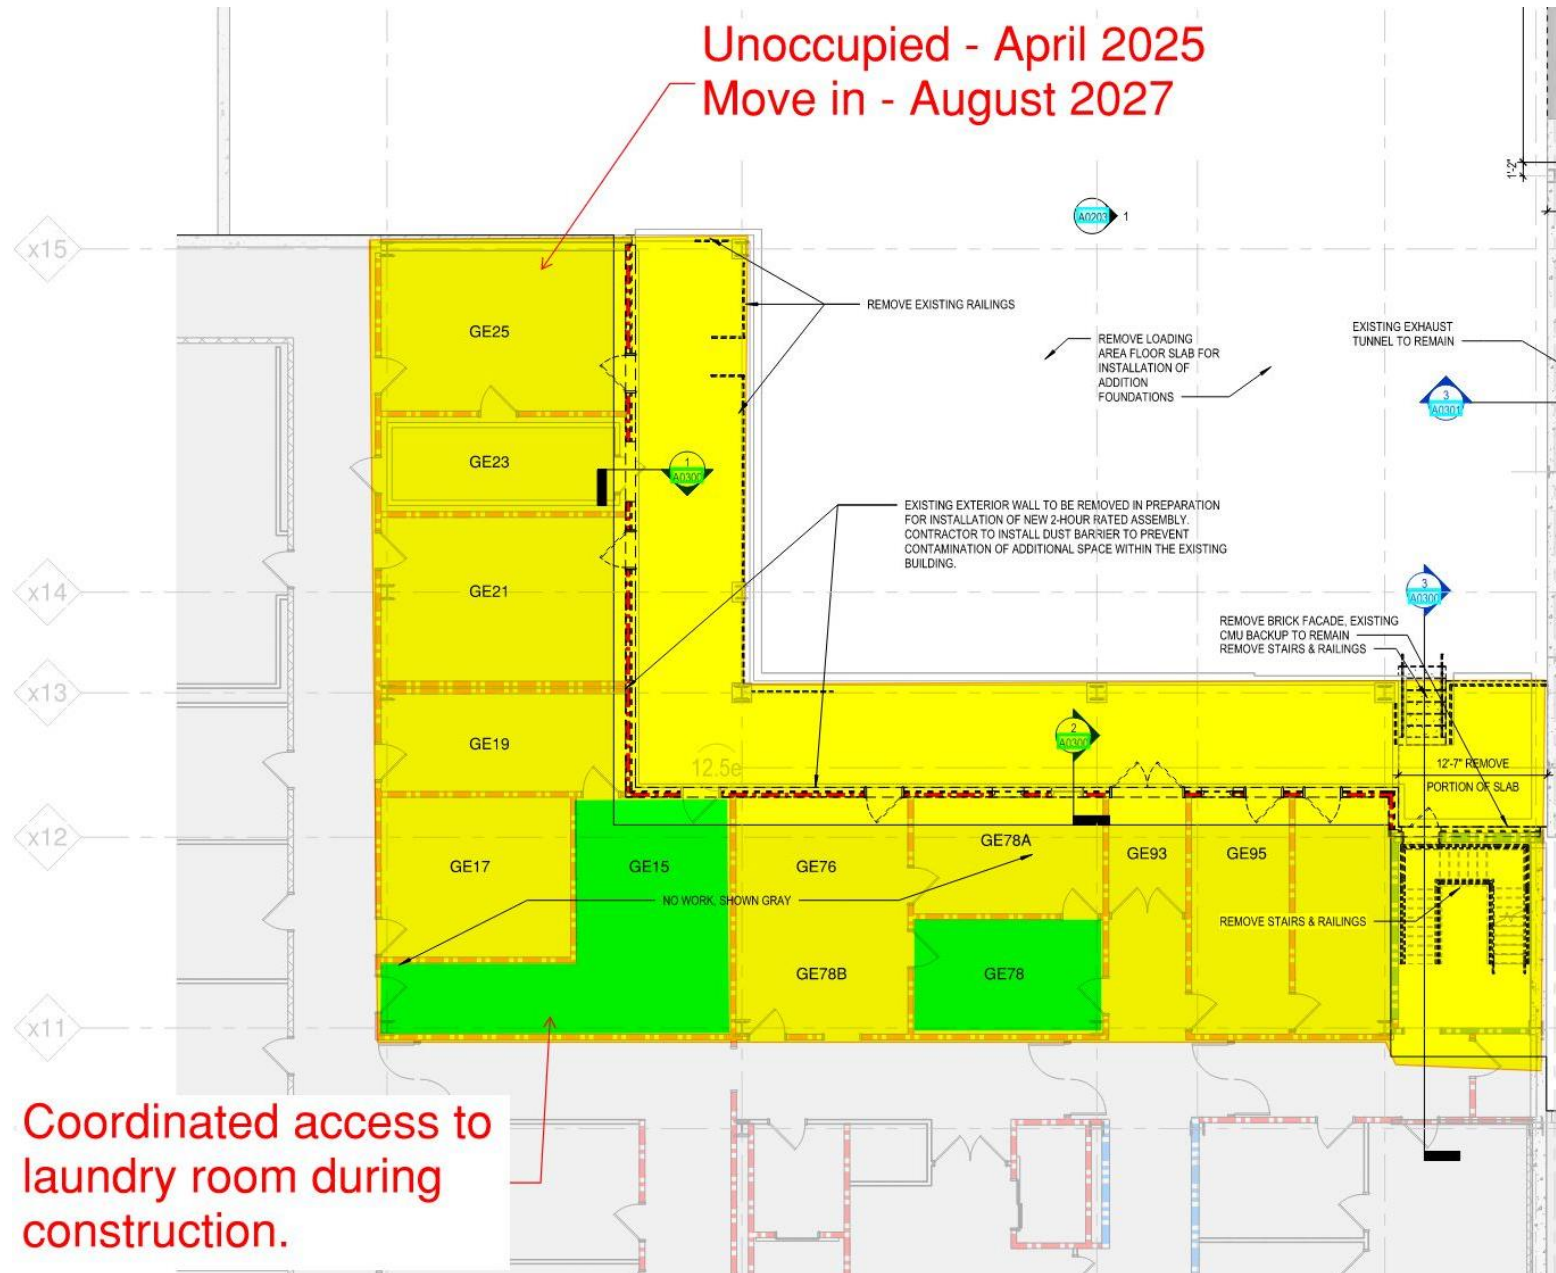 Unoccupied - April 2025
Move in - August 2027
1'-2"
A0203
1
x15
REMOVE EXISTING RAILINGS
GE25
REMOVE LOADING
AREA FLOOR SLAB FOR
INSTALLATION OF
ADDITION
FOUNDATIONS
EXISTING EXHAUST
TUNNEL TO REMAIN
3
A0301
GE23
1
A0300
EXISTING EXTERIOR WALL TO BE REMOVED IN PREPARATION
FOR INSTALLATION OF NEW 2-HOUR RATED ASSEMBLY.
CONTRACTOR TO INSTALL DUST BARRIER TO PREVENT
CONTAMINATION OF ADDITIONAL SPACE WITHIN THE EXISTING
BUILDING.
x14
GE21
3
A0300
REMOVE BRICK FACADE, EXISTING
CMU BACKUP TO REMAIN
REMOVE STAIRS & RAILINGS
x13
GE19
2
A0300
12.5e
12'-7" REMOVE
PORTION OF SLAB
x12
GE17
GE15
GE76
GE78A
GE93
GE95
NO WORK, SHOWN GRAY
REMOVE STAIRS & RAILINGS
GE78B
GE78
x11
Coordinated access to
laundry room during
construction.